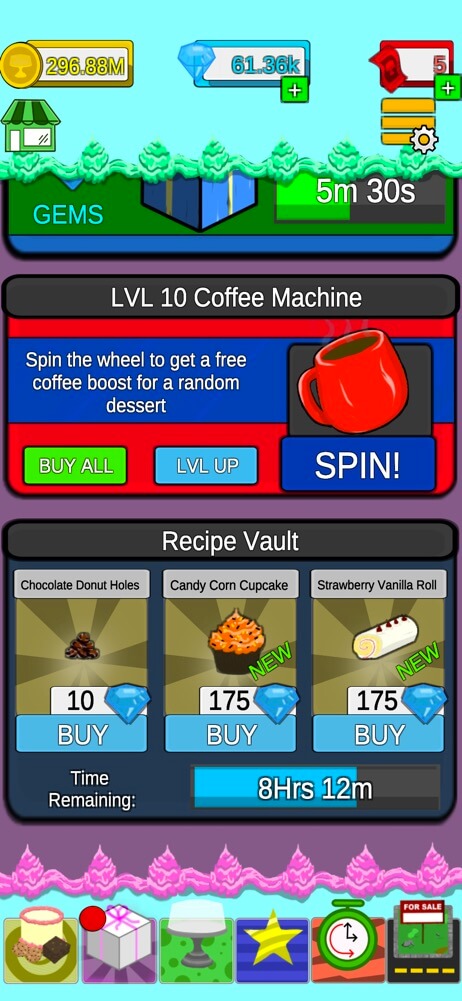 296.88M
61.36k
5
GEMS
5m 30s
LVL 10 Coffee Machine
Spin the wheel to get a free
coffee boost for a random
dessert
BUY ALL
LVL UP
SPIN!
Recipe Vault
Chocolate Donut Holes
Candy Corn Cupcake
Strawberry Vanilla Roll
NEW
NEW
10
175
175
BUY
BUY
BUY
Time
Remaining:
8Hrs 12m
FOR SALE